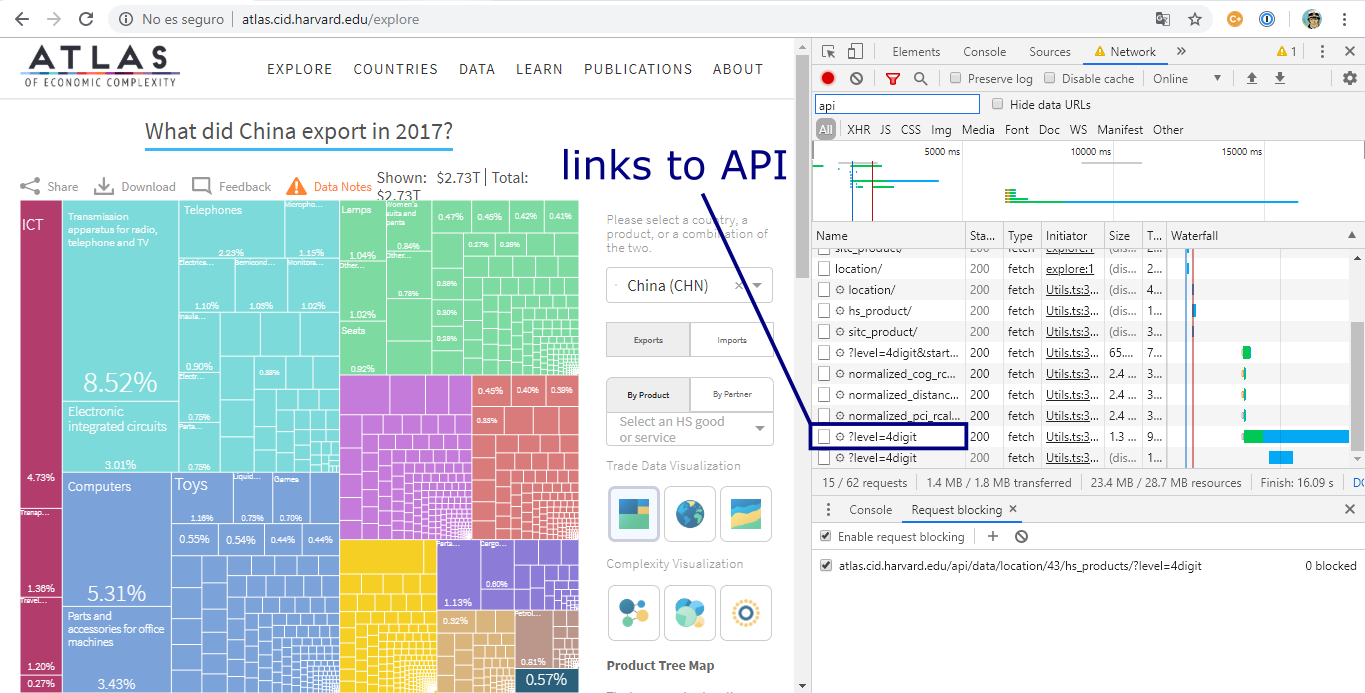 No es seguro | atlas.cid.harvard.edu/explore
ATLAS
OF ECONOMIC COMPLEXITY
EXPLORE COUNTRIES DATA LEARN PUBLICATIONS ABOUT
What did China export in 2017?
Share Download Feedback Data Notes
Shown: $2.73T | Total:
$2.73T
links to API
ICT
4.73%
Transp...
1.38%
Travel...
1.20%
0.27%
Transmission
apparatus for radio,
telephone and TV
8.52%
Electronic
integrated circuits
3.01%
Telephones
2.23%
Micropho...
1.15%
Electrica...
1.10%
Semicond...
1.03%
Monitors...
1.02%
Insula...
0.90%
0.88%
Electr...
0.75%
Parts...
0.75%
Computers
5.31%
Parts and
accessories for office
machines
3.43%
Toys
1.16%
Liquid...
0.73%
Games
0.70%
0.55% 0.54% 0.44% 0.44%
Lamps
1.04%
Other...
1.02%
Seats
0.92%
Women's
suits and
pants
0.84%
Other...
0.78%
0.47% 0.45% 0.42% 0.41%
0.27% 0.28%
0.30%
0.28%
0.45% 0.40% 0.39%
Parts...
1.13%
Cargo...
0.60%
0.92%
Petrol...
0.81%
0.57%
Please select a country, a
product, or a combination of
the two.
China (CHN) ×
Exports Imports
By Product By Partner
Select an HS good
or service
Trade Data Visualization
Complexity Visualization
Product Tree Map
Elements Console Sources Network » 1
Preserve log Disable cache Online
api
Hide data URLs
All XHR JS CSS Img Media Font Doc WS Manifest Other
5000 ms 10000 ms 15000 ms
Name Sta... Type Initiator Size T... Waterfall
sitc_product/ 200 fetch explore:1 (dis... 2...
location/ 200 fetch explore:1 (dis... 2...
location/ 200 fetch Utils.ts:3... (dis... 4...
hs_product/ 200 fetch Utils.ts:3... (dis... 1...
sitc_product/ 200 fetch Utils.ts:3... (dis... 3...
?level=4digit&start... 200 fetch Utils.ts:3... 65.... 7...
normalized_cog_rc... 200 fetch Utils.ts:3... 2.4 ... 3...
normalized_distanc... 200 fetch Utils.ts:3... 2.4 ... 3...
normalized_pci_rcal... 200 fetch Utils.ts:3... 2.4 ... 3...
?level=4digit 200 fetch Utils.ts:3... 1.3 ... 9...
?level=4digit 200 fetch Utils.ts:3... (dis... 1...
15 / 62 requests 1.4 MB / 1.8 MB transferred 23.4 MB / 28.7 MB resources Finish: 16.09 s DO
Console Request blocking ×
Enable request blocking
atlas.cid.harvard.edu/api/data/location/43/hs_products/?level=4digit 0 blocked